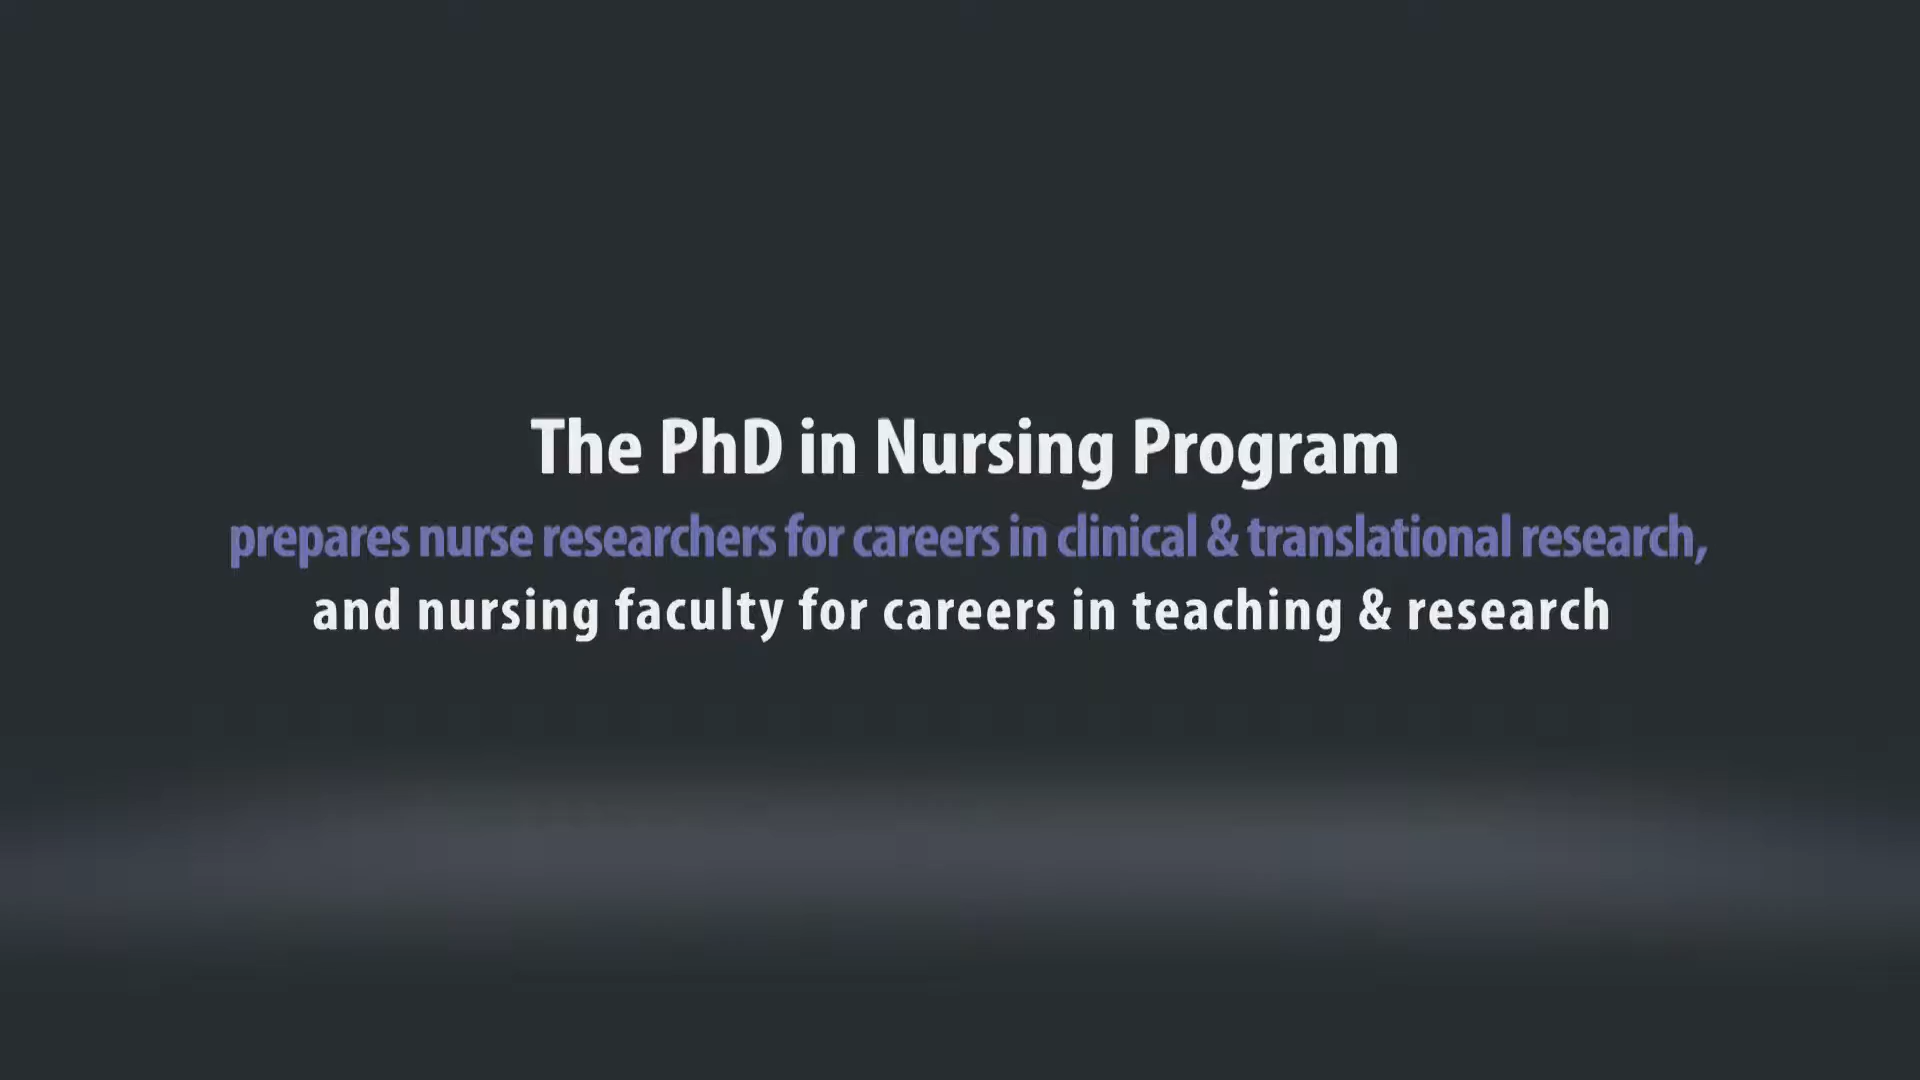 The PhD in Nursing Program
prepares nurse researchers for careers in clinical & translational research,
and nursing faculty for careers in teaching & research